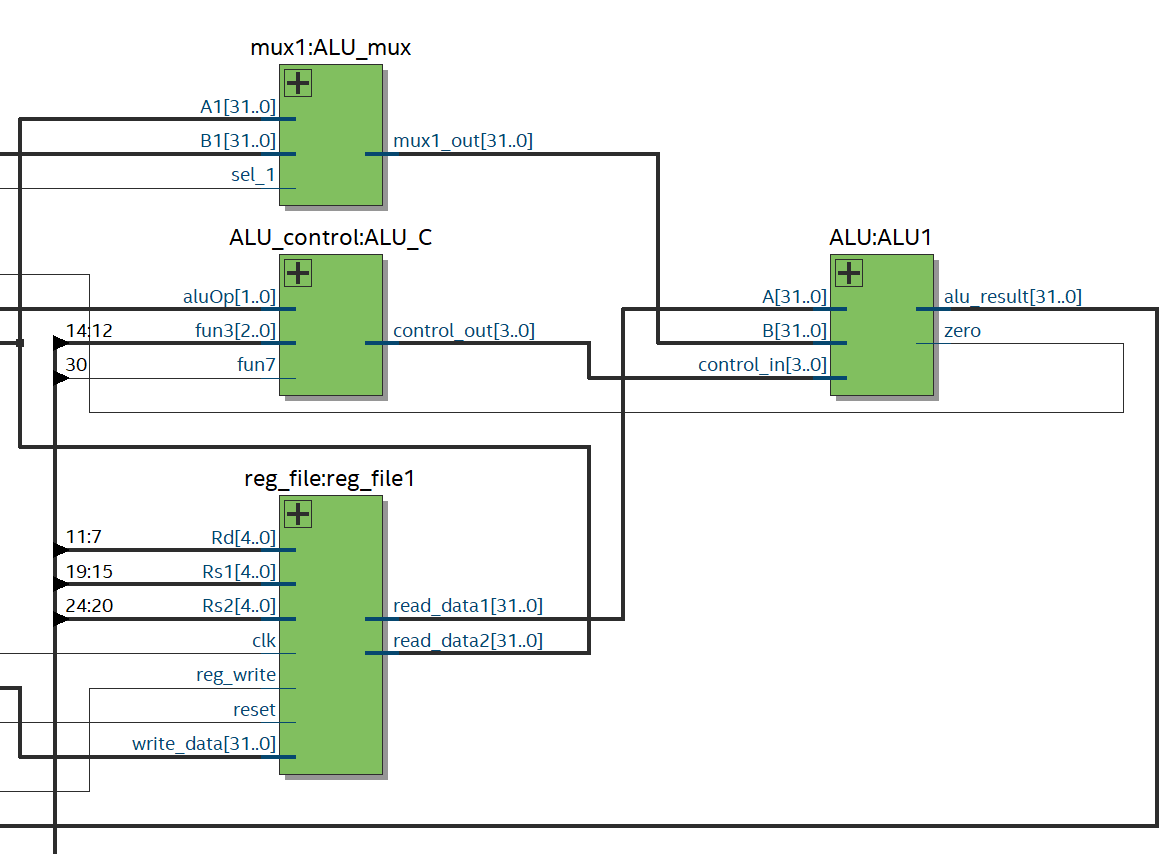 mux1:ALU_mux
A1[31..0]
B1[31..0]
mux1_out[31..0]
sel_1
ALU_control:ALU_C
ALU:ALU1
aluOp[1..0]
A[31..0]
alu_result[31..0]
14:12
fun3[2..0]
control_out[3..0]
B[31..0]
zero
30
fun7
control_in[3..0]
reg_file:reg_file1
11:7
Rd[4..0]
19:15
Rs1[4..0]
24:20
Rs2[4..0]
read_data1[31..0]
clk
read_data2[31..0]
reg_write
reset
write_data[31..0]